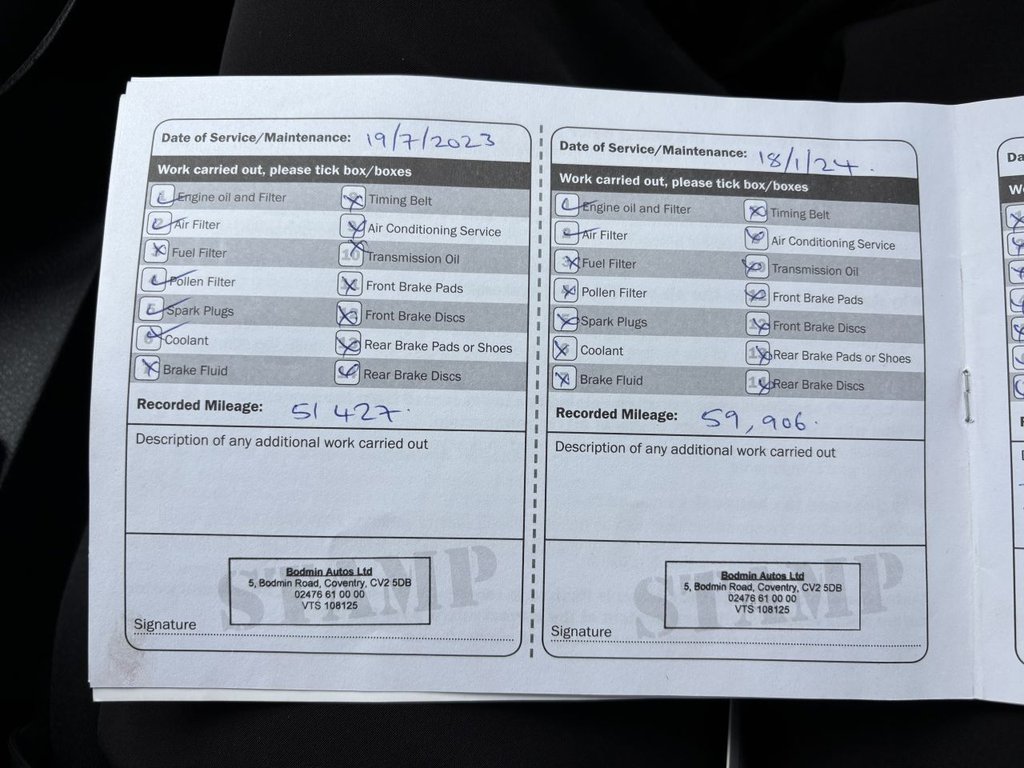 Date of Service/Maintenance: 19/7/2023
Work carried out, please tick box/boxes
Engine oil and Filter
Timing Belt
Air Filter
Air Conditioning Service
Fuel Filter
10 Transmission Oil
Pollen Filter
Front Brake Pads
Spark Plugs
Front Brake Discs
Coolant
Rear Brake Pads or Shoes
Brake Fluid
Rear Brake Discs
Recorded Mileage: 51 427.
Description of any additional work carried out
STAMP
Bodmin Autos Ltd
5, Bodmin Road, Coventry, CV2 5DB
02476 61 00 00
VTS 108125
Signature
Date of Service/Maintenance: 18/1/24.
Work carried out, please tick box/boxes
Engine oil and Filter
Timing Belt
Air Filter
Air Conditioning Service
Fuel Filter
Transmission Oil
Pollen Filter
Front Brake Pads
Spark Plugs
Front Brake Discs
Coolant
Rear Brake Pads or Shoes
Brake Fluid
Rear Brake Discs
Recorded Mileage: 59,906.
Description of any additional work carried out
STAMP
Bodmin Autos Ltd
5, Bodmin Road, Coventry, CV2 5DB
02476 61 00 00
VTS 108125
Signature